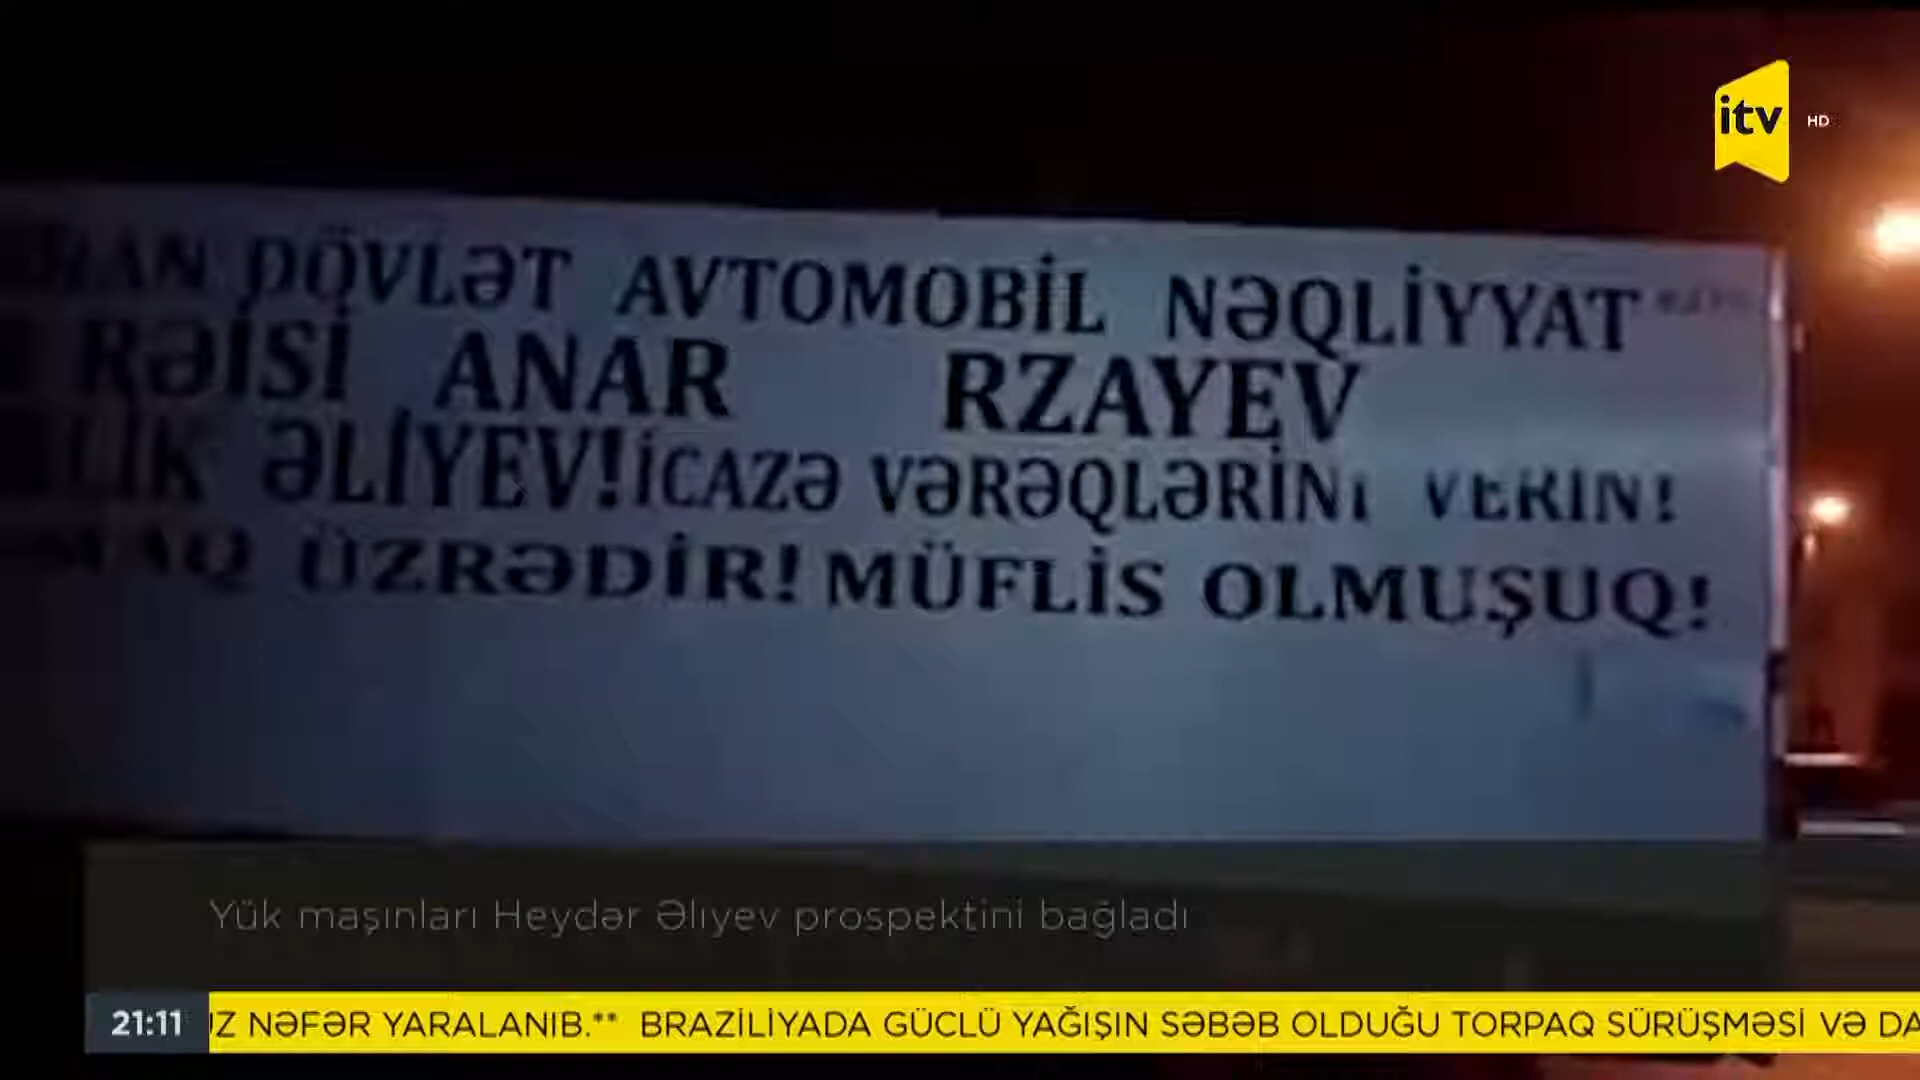 itv HD
DÖVLƏT AVTOMOBİL NƏQLİYYAT
RƏİSİ ANAR RZAYEV
ƏLİYEV! İCAZƏ VƏRƏQLƏRİNİ VERİN!
ÜZRƏDİR! MÜFLİS OLMUŞUQ!
Yük maşınları Heydər Əliyev prospektini bağladı
21:11 NƏFƏR YARALANIB.** BRAZİLİYADA GÜCLÜ YAĞIŞIN SƏBƏB OLDUĞU TORPAQ SÜRÜŞMƏSİ VƏ